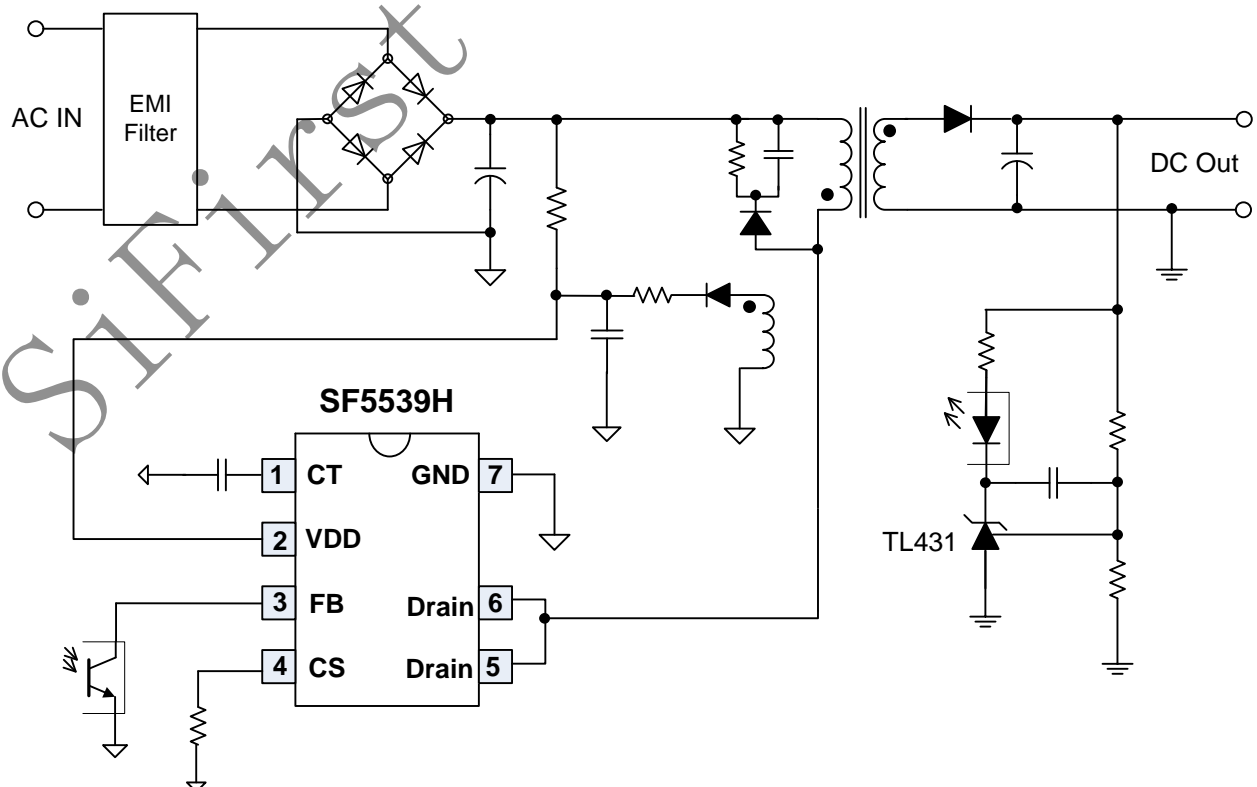 AC IN
EMI
Filter
DC Out
SiFirst
SF5539H
1 CT GND 7
2 VDD
TL431
3 FB Drain 6
4 CS Drain 5